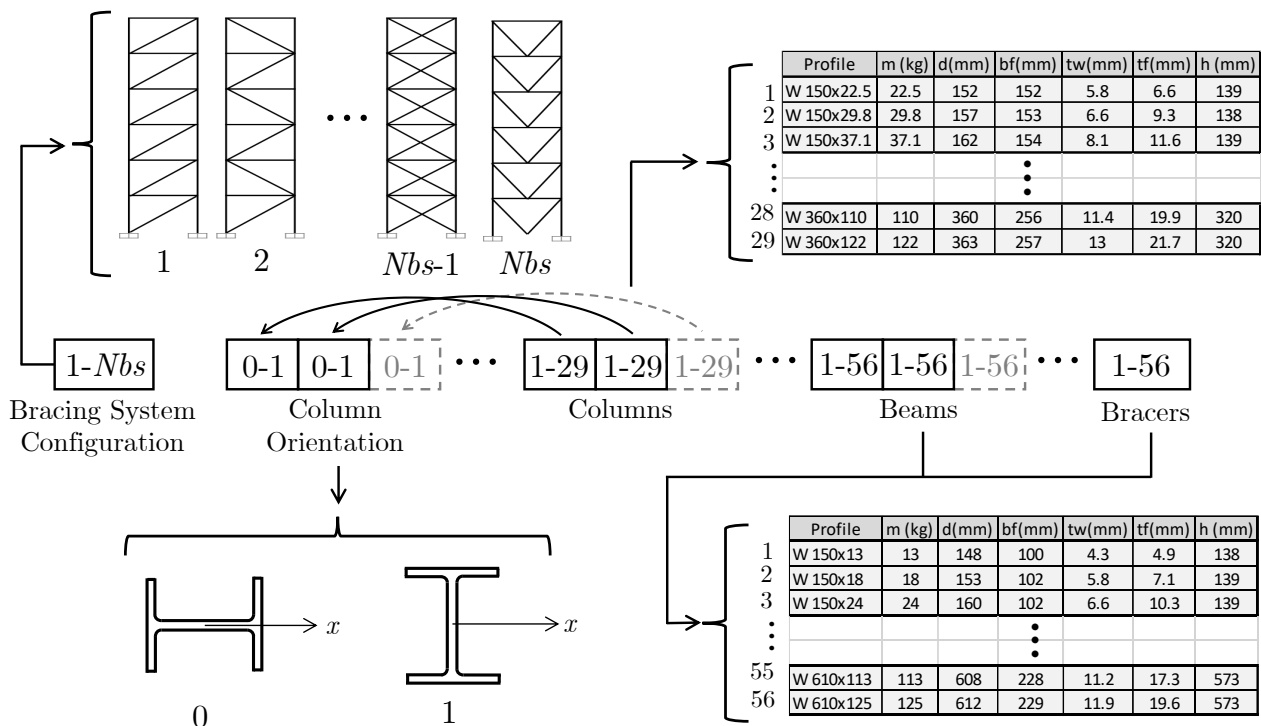 Profile m (kg) d(mm) bf(mm) tw(mm) tf(mm) h (mm)
1 W 150x22.5 22.5 152 152 5.8 6.6 139
2 W 150x29.8 29.8 157 153 6.6 9.3 138
3 W 150x37.1 37.1 162 154 8.1 11.6 139
28 W 360x110 110 360 256 11.4 19.9 320
29 W 360x122 122 363 257 13 21.7 320
1 2 Nbs-1 Nbs
1-Nbs 0-1 0-1 0-1 1-29 1-29 1-29 1-56 1-56 1-56 1-56
Bracing System
Configuration
Column
Orientation
Columns
Beams
Bracers
Profile m (kg) d(mm) bf(mm) tw(mm) tf(mm) h (mm)
1 W 150x13 13 148 100 4.3 4.9 138
2 W 150x18 18 153 102 5.8 7.1 139
3 W 150x24 24 160 102 6.6 10.3 139
55 W 610x113 113 608 228 11.2 17.3 573
56 W 610x125 125 612 229 11.9 19.6 573
x x
0 1